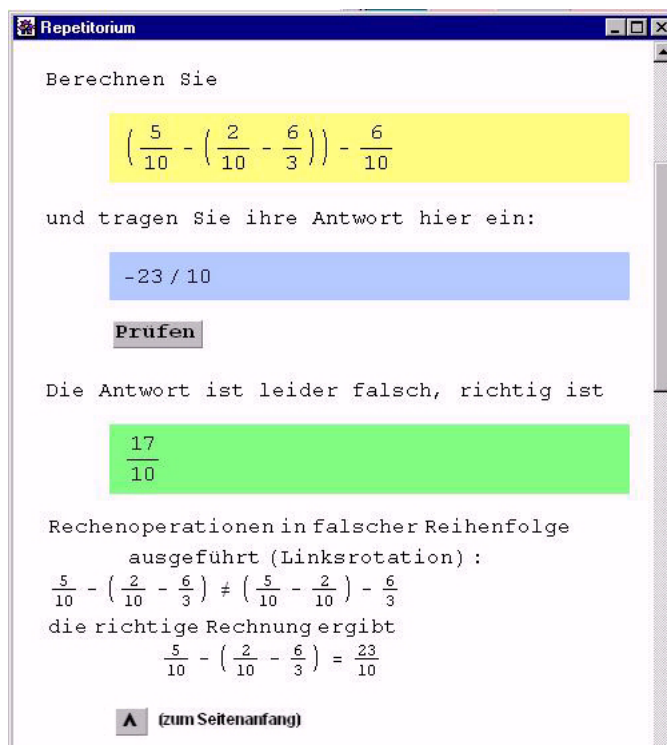 Repetitorium
Berechnen Sie
(5/10 - (2/10 - 6/3)) - 6/10
und tragen Sie ihre Antwort hier ein:
-23 / 10
Prüfen
Die Antwort ist leider falsch, richtig ist
17/10
Rechenoperationen in falscher Reihenfolge
ausgeführt (Linksrotation) :
5/10 - (2/10 - 6/3) ≠ (5/10 - 2/10) - 6/3
die richtige Rechnung ergibt
5/10 - (2/10 - 6/3) = 23/10
(zum Seitenanfang)